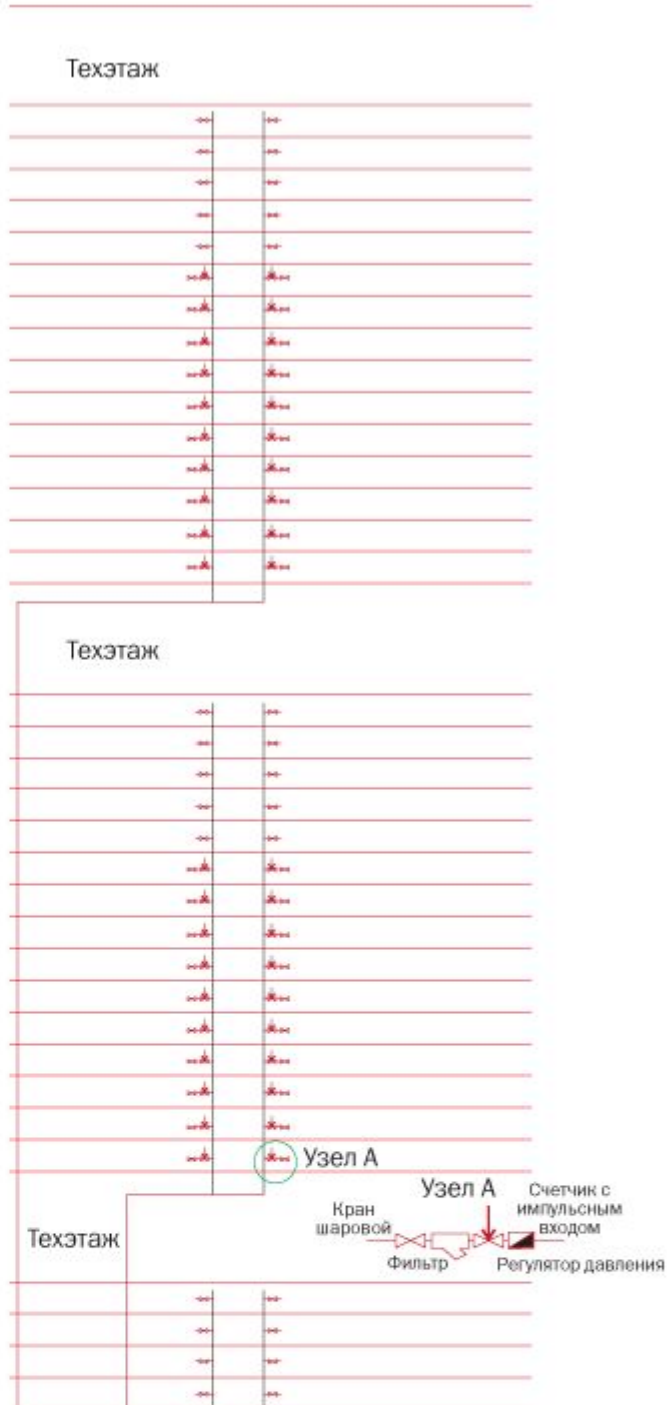 Техэтаж
Техэтаж
Узел А
Узел А
Счетчик с
импульсным
входом
Кран
шаровой
Фильтр
Регулятор давления
Техэтаж